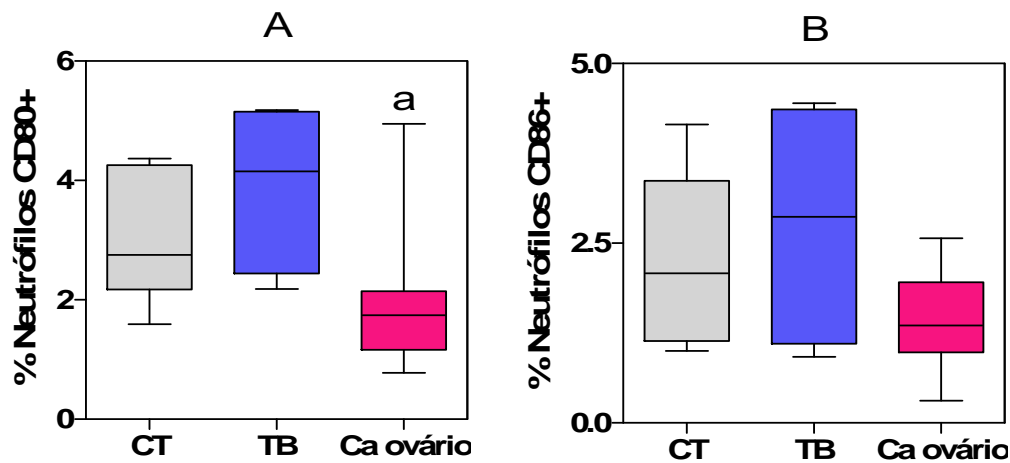 A
% Neutrófilos CD80+
6
4
2
0
a
CT TB Ca ovário
B
% Neutrófilos CD86+
5.0
2.5
0.0
CT TB Ca ovário